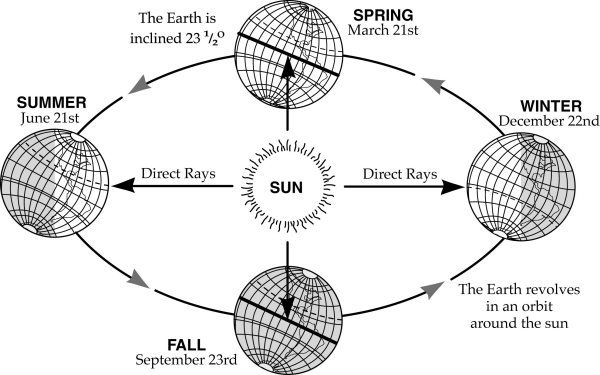 The Earth is
inclined 23 ½°
SPRING
March 21st
SUMMER
June 21st
WINTER
December 22nd
Direct Rays
SUN
Direct Rays
The Earth revolves
in an orbit
around the sun
FALL
September 23rd